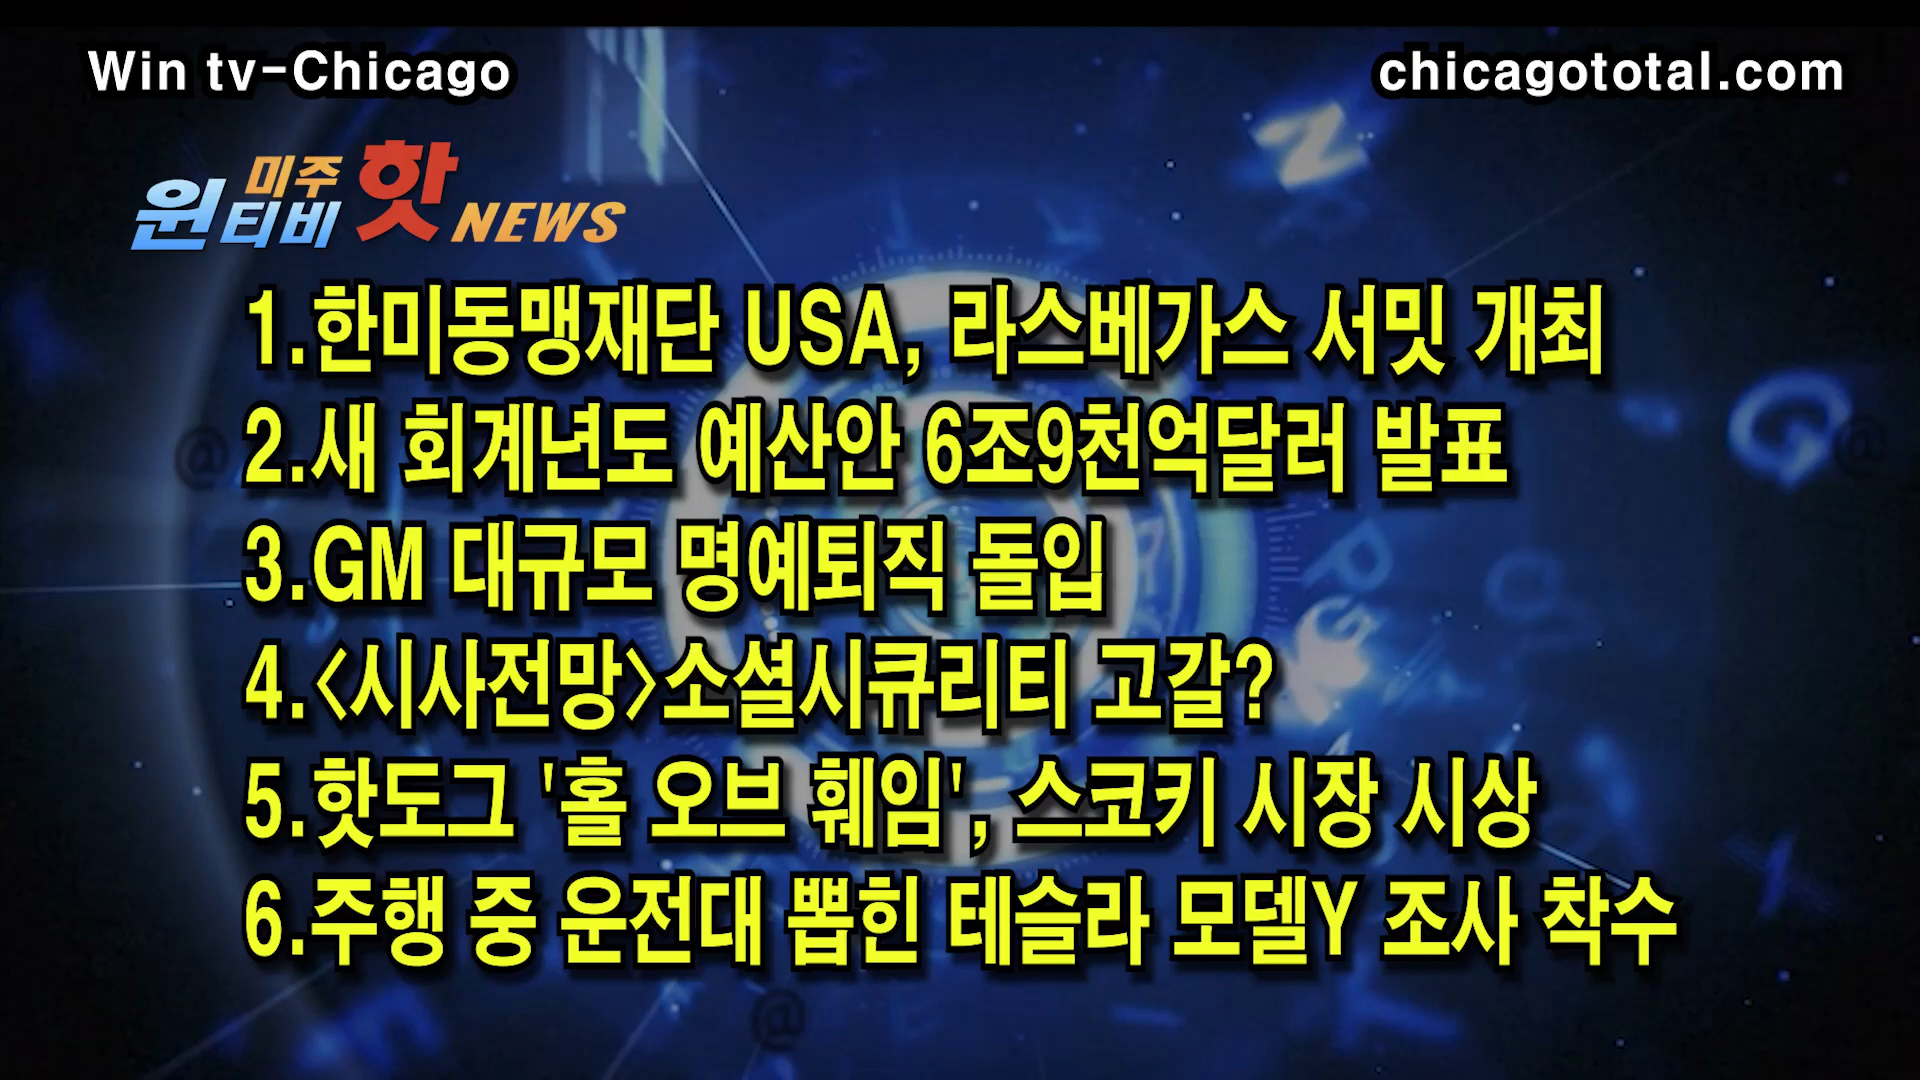 Win tv-Chicago
chicagototal.com
미주
윈티비 핫 NEWS
1.한미동맹재단 USA, 라스베가스 서밋 개최
2.새 회계년도 예산안 6조9천억달러 발표
3.GM 대규모 명예퇴직 돌입
4.<시사전망>소셜시큐리티 고갈?
5.핫도그 '홀 오브 훼임', 스코키 시장 시상
6.주행 중 운전대 뽑힌 테슬라 모델Y 조사 착수